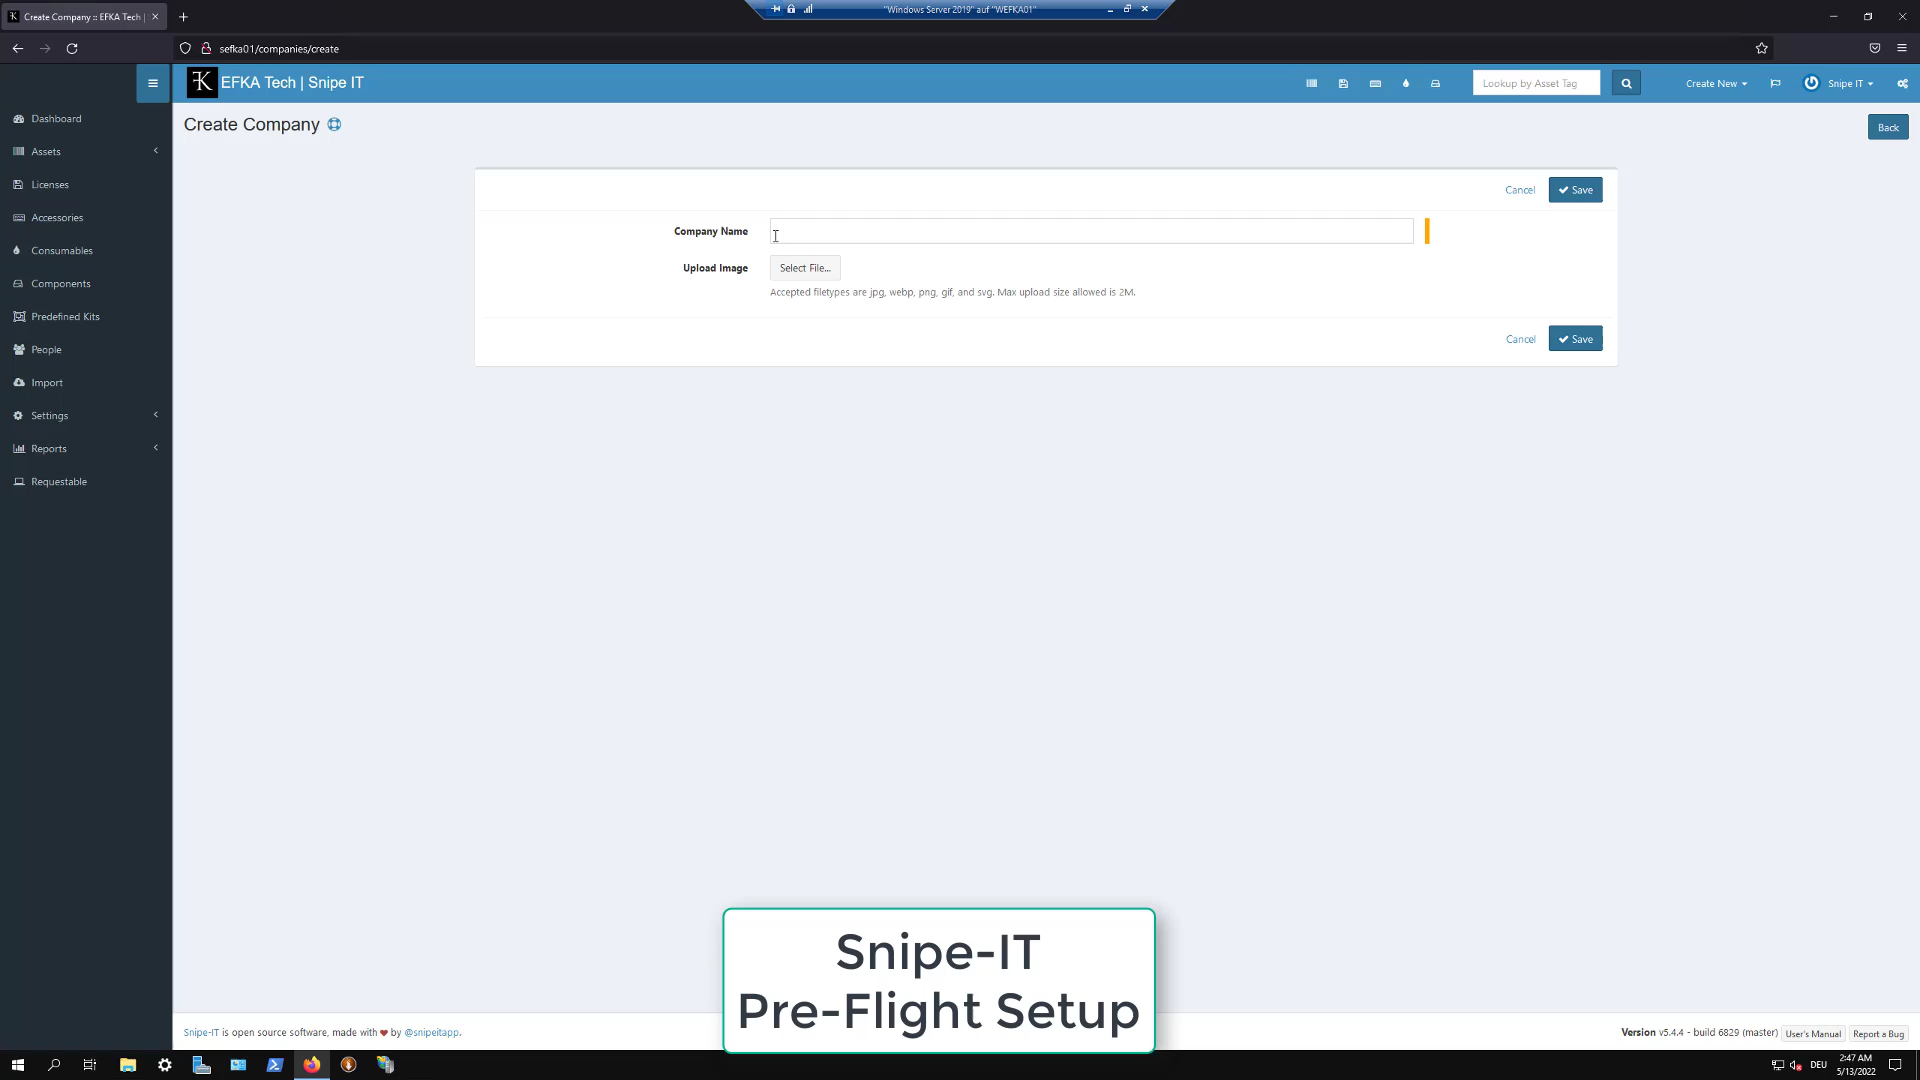 Create Company :: EFKA Tech |
"Windows Server 2019" auf "WEFKA01"
sefka01/companies/create
EFKA Tech | Snipe IT
Lookup by Asset Tag
Create New
Snipe IT
Dashboard
Assets
Licenses
Accessories
Consumables
Components
Predefined Kits
People
Import
Settings
Reports
Requestable
Create Company
Back
Cancel
Save
Company Name
Upload Image
Select File...
Accepted filetypes are jpg, webp, png, gif, and svg. Max upload size allowed is 2M.
Cancel
Save
Snipe-IT
Pre-Flight Setup
Snipe-IT is open source software, made with ❤ by @snipeitapp.
Version v5.4.4 - build 6829 (master)
User's Manual
Report a Bug
DEU
2:47 AM
5/13/2022